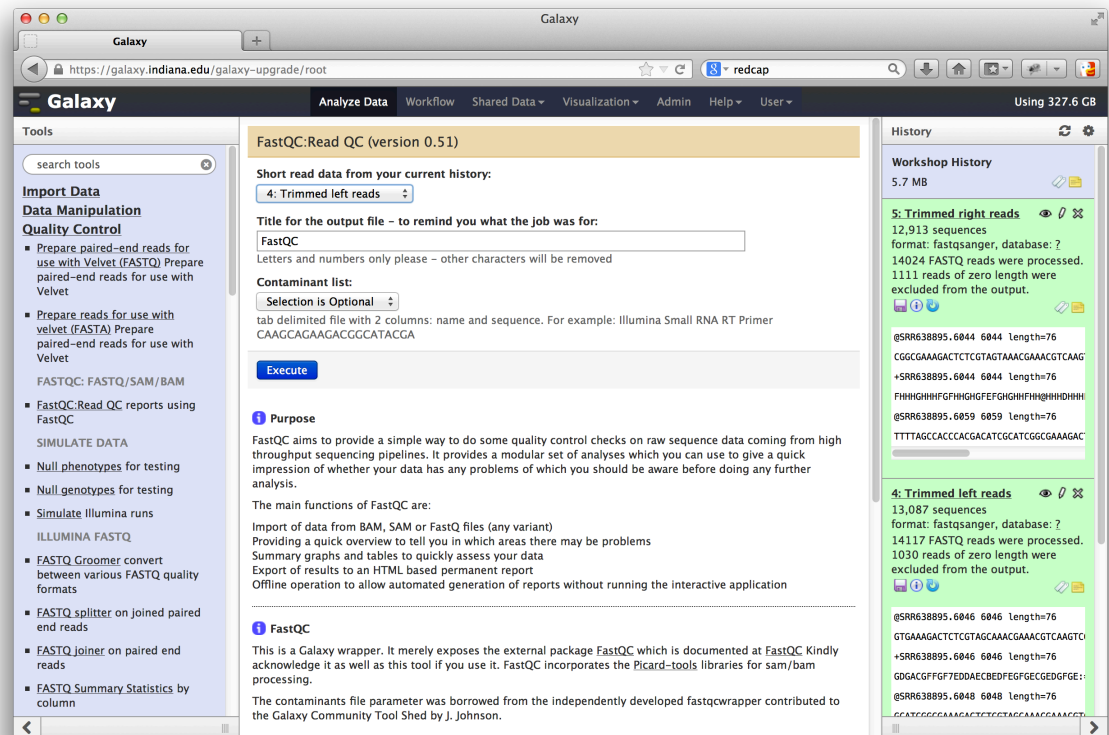 Galaxy
Galaxy
+
https://galaxy.indiana.edu/galaxy-upgrade/root
8 redcap
Galaxy
Analyze Data Workflow Shared Data Visualization Admin Help User
Using 327.6 GB
Tools
search tools
Import Data
Data Manipulation
Quality Control
Prepare paired-end reads for
use with Velvet (FASTQ) Prepare
paired-end reads for use with
Velvet
Prepare reads for use with
velvet (FASTA) Prepare
paired-end reads for use with
Velvet
FASTQC: FASTQ/SAM/BAM
FastQC:Read QC reports using
FastQC
SIMULATE DATA
Null phenotypes for testing
Null genotypes for testing
Simulate Illumina runs
ILLUMINA FASTQ
FASTQ Groomer convert
between various FASTQ quality
formats
FASTQ splitter on joined paired
end reads
FASTQ joiner on paired end
reads
FASTQ Summary Statistics by
column
FastQC:Read QC (version 0.51)
Short read data from your current history:
4: Trimmed left reads
Title for the output file – to remind you what the job was for:
FastQC
Letters and numbers only please – other characters will be removed
Contaminant list:
Selection is Optional
tab delimited file with 2 columns: name and sequence. For example: Illumina Small RNA RT Primer
CAAGCAGAAGACGGCATACGA
Execute
Purpose
FastQC aims to provide a simple way to do some quality control checks on raw sequence data coming from high
throughput sequencing pipelines. It provides a modular set of analyses which you can use to give a quick
impression of whether your data has any problems of which you should be aware before doing any further
analysis.
The main functions of FastQC are:
Import of data from BAM, SAM or FastQ files (any variant)
Providing a quick overview to tell you in which areas there may be problems
Summary graphs and tables to quickly assess your data
Export of results to an HTML based permanent report
Offline operation to allow automated generation of reports without running the interactive application
FastQC
This is a Galaxy wrapper. It merely exposes the external package FastQC which is documented at FastQC Kindly
acknowledge it as well as this tool if you use it. FastQC incorporates the Picard-tools libraries for sam/bam
processing.
The contaminants file parameter was borrowed from the independently developed fastqcwrapper contributed to
the Galaxy Community Tool Shed by J. Johnson.
History
Workshop History
5.7 MB
5: Trimmed right reads
12,913 sequences
format: fastqsanger, database: ?
14024 FASTQ reads were processed.
1111 reads of zero length were
excluded from the output.
@SRR638895.6044 6044 length=76
CGGCGAAAGACTCTCGTAGTAAACGAAACGTCAAG
+SRR638895.6044 6044 length=76
FHHHGHHHFGFHHGHGFEFGHGHHFHH@HHHDHHH
@SRR638895.6059 6059 length=76
TTTTAGCCACCCACGACATCGCATCGGCGAAAGAC
4: Trimmed left reads
13,087 sequences
format: fastqsanger, database: ?
14117 FASTQ reads were processed.
1030 reads of zero length were
excluded from the output.
@SRR638895.6046 6046 length=76
GTGAAAGACTCTCGTAGCAAACGAAACGTCAAGTC
+SRR638895.6046 6046 length=76
GDGACGFFGF7EDDAECBEDFEGFGECGEDGFGE:
@SRR638895.6048 6048 length=76
GCATCGGCGAAAGACTCTCGTAGCAAACGAAACGT